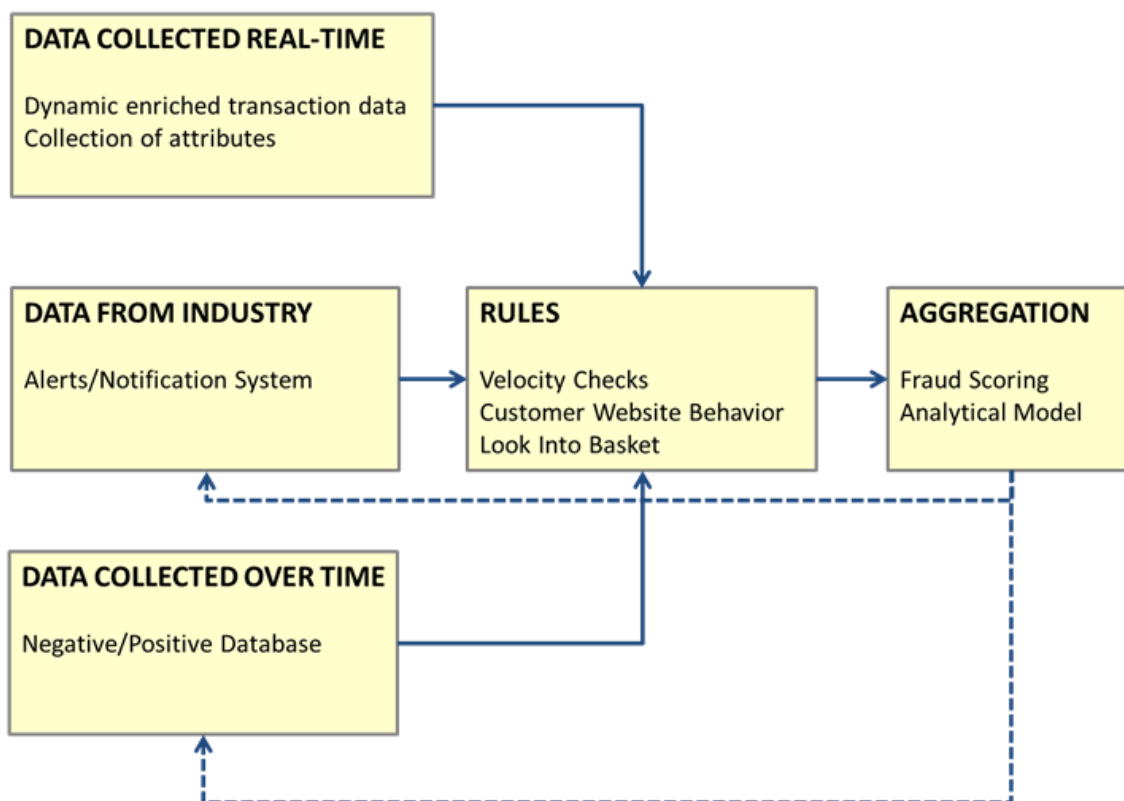 DATA COLLECTED REAL-TIME
Dynamic enriched transaction data
Collection of attributes
DATA FROM INDUSTRY
Alerts/Notification System
RULES
Velocity Checks
Customer Website Behavior
Look Into Basket
AGGREGATION
Fraud Scoring
Analytical Model
DATA COLLECTED OVER TIME
Negative/Positive Database